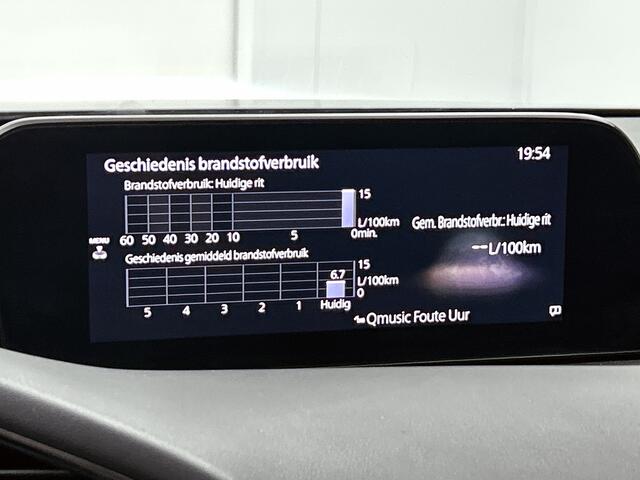 19:54
Geschiedenis brandstofverbruik
Brandstofverbruik: Huidige rit
15
L/100km
60 50 40 30 20 10 5 0min.
Gem. Brandstofverbr.: Huidige rit
--L/100km
MENU
Geschiedenis gemiddeld brandstofverbruik
15
6.7
L/100km
0
5 4 3 2 1 Huidig
Qmusic Foute Uur